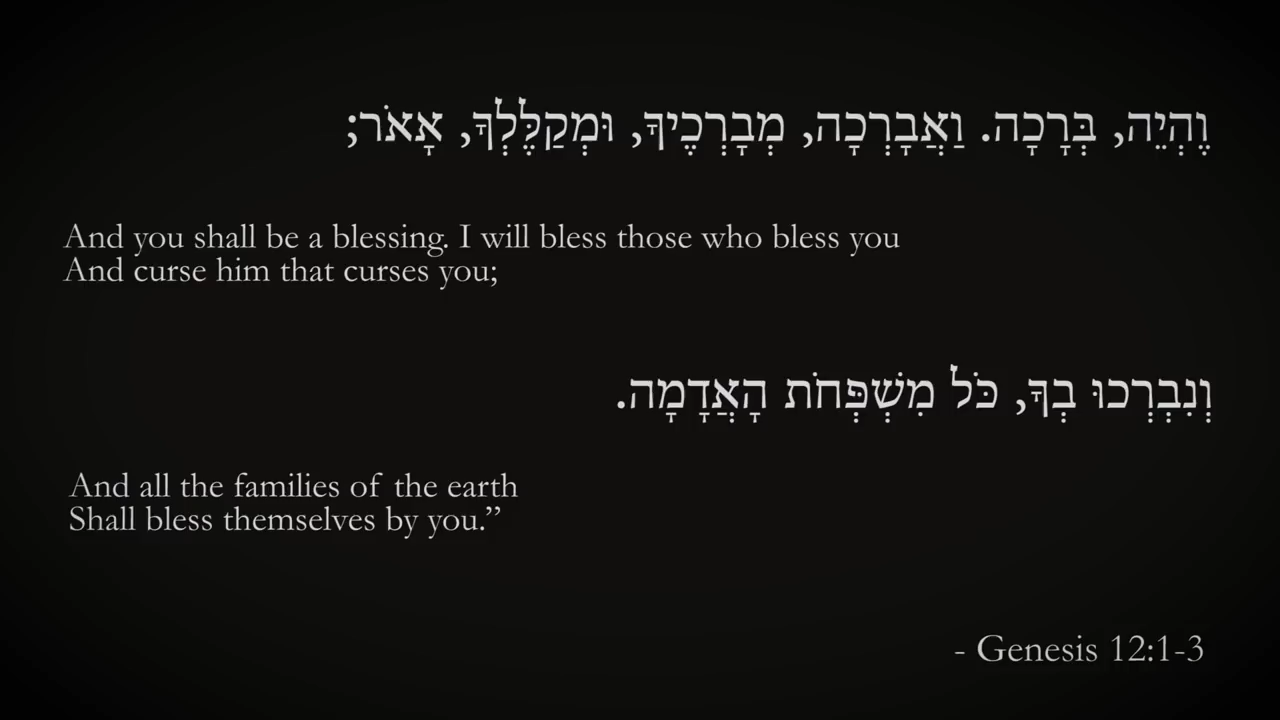 וֶהְיֵה, בְּרָכָה. וַאֲבָרְכָה, מְבָרְכֶיךָ, וּמְקַלֶּלְךָ, אָאֹר;
And you shall be a blessing. I will bless those who bless you
And curse him that curses you;
וְנִבְרְכוּ בְךָ, כֹּל מִשְׁפְּחֹת הָאֲדָמָה.
And all the families of the earth
Shall bless themselves by you.”
- Genesis 12:1-3